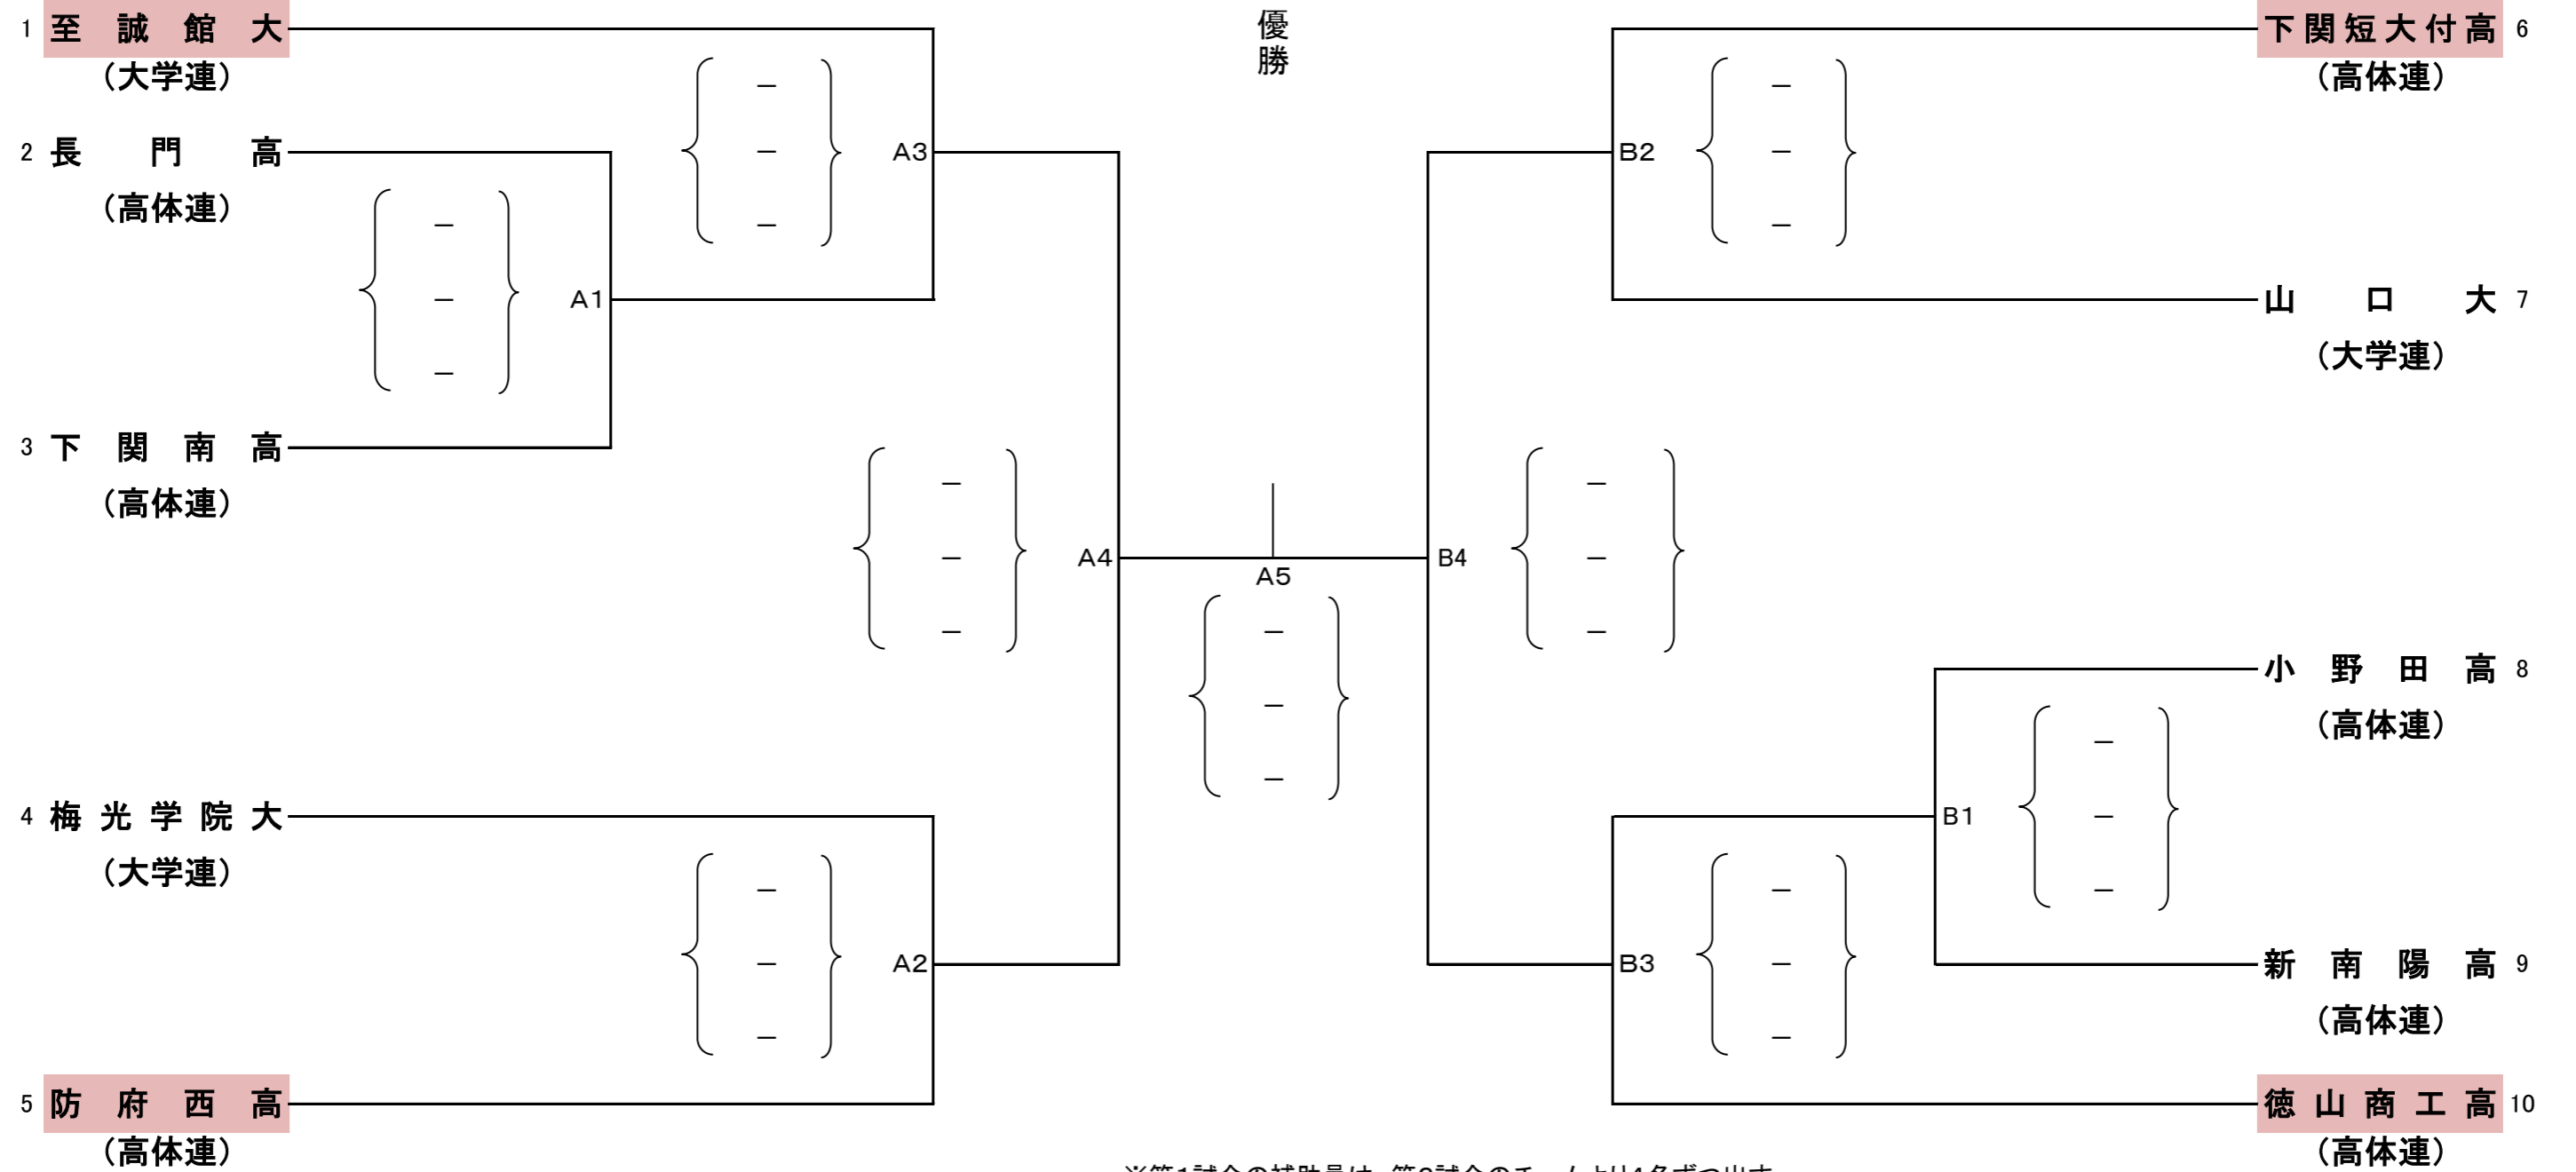 優
勝
1 至誠館大
（大学連）
2 長門高
（高体連）
3 下関南高
（高体連）
4 梅光学院大
（大学連）
5 防府西高
（高体連）
A3
－
－
－
A1
－
－
－
A4
－
－
－
A2
－
－
－
A5
－
－
－
下関短大付高 6
（高体連）
B2
－
－
－
山口大 7
（大学連）
B4
－
－
－
小野田高 8
（高体連）
B1
－
－
－
新南陽高 9
（高体連）
B3
－
－
－
徳山商工高 10
（高体連）